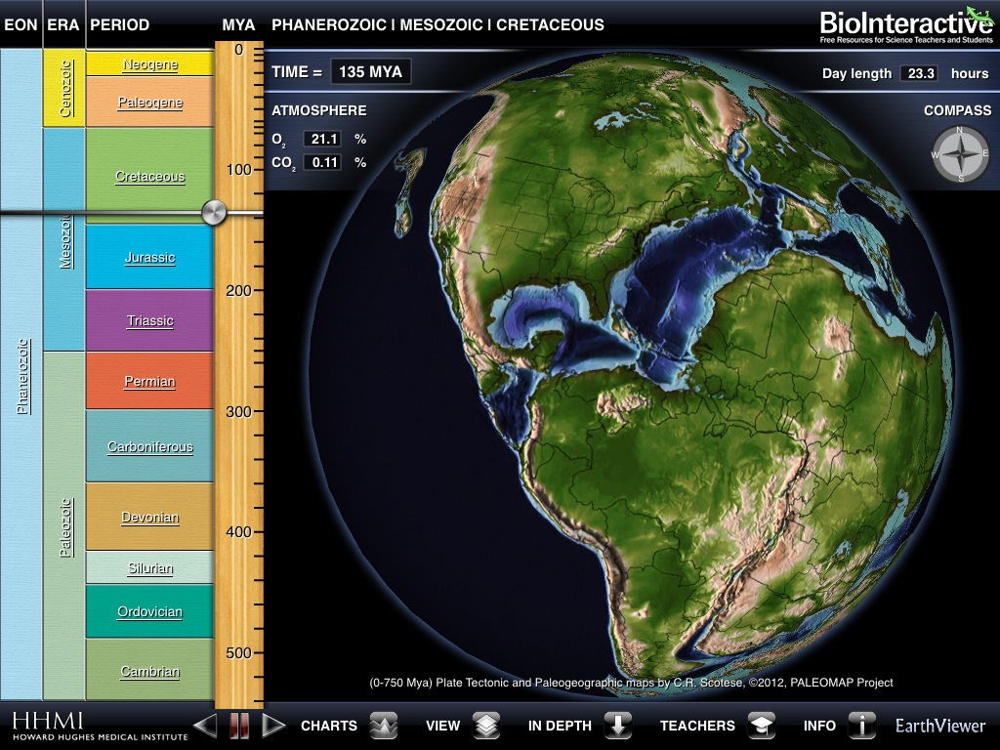 EON ERA PERIOD MYA PHANEROZOIC | MESOZOIC | CRETACEOUS
BioInteractive
Free Resources for Science Teachers and Students
TIME = 135 MYA
Day length 23.3 hours
ATMOSPHERE
O2 21.1 %
CO2 0.11 %
COMPASS
N
W E
S
Phanerozoic
Cenozoic
Mesozoic
Paleozoic
Neogene
Paleogene
Cretaceous
Jurassic
Triassic
Permian
Carboniferous
Devonian
Silurian
Ordovician
Cambrian
0
100
200
300
400
500
(0-750 Mya) Plate Tectonic and Paleogeographic maps by C.R. Scotese, ©2012, PALEOMAP Project
HHMI
HOWARD HUGHES MEDICAL INSTITUTE
CHARTS VIEW IN DEPTH TEACHERS INFO i EarthViewer